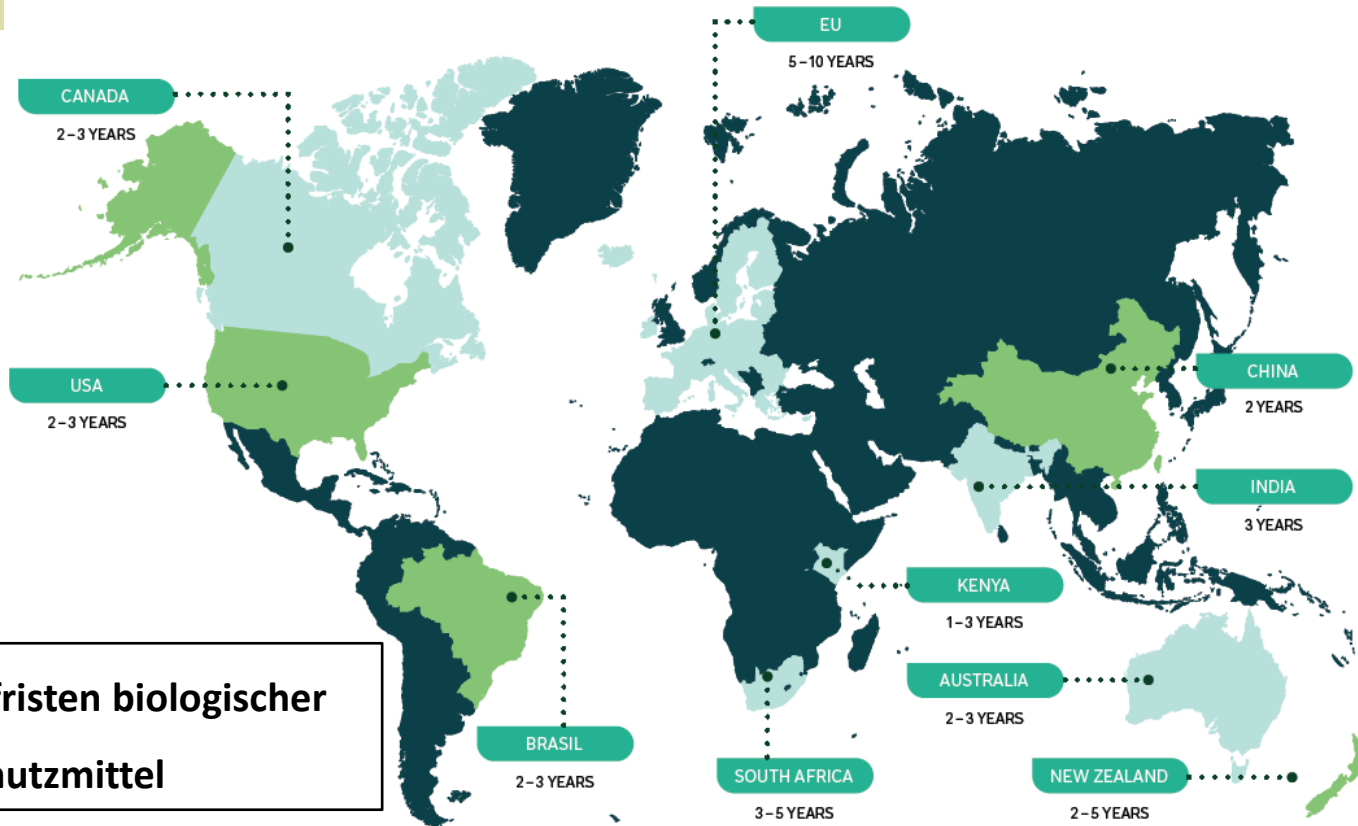 EU
5–10 YEARS
CANADA
2–3 YEARS
USA
2–3 YEARS
CHINA
2 YEARS
INDIA
3 YEARS
KENYA
1–3 YEARS
AUSTRALIA
2–3 YEARS
BRASIL
2–3 YEARS
SOUTH AFRICA
3–5 YEARS
NEW ZEALAND
2–5 YEARS
fristen biologischer
hutzmittel